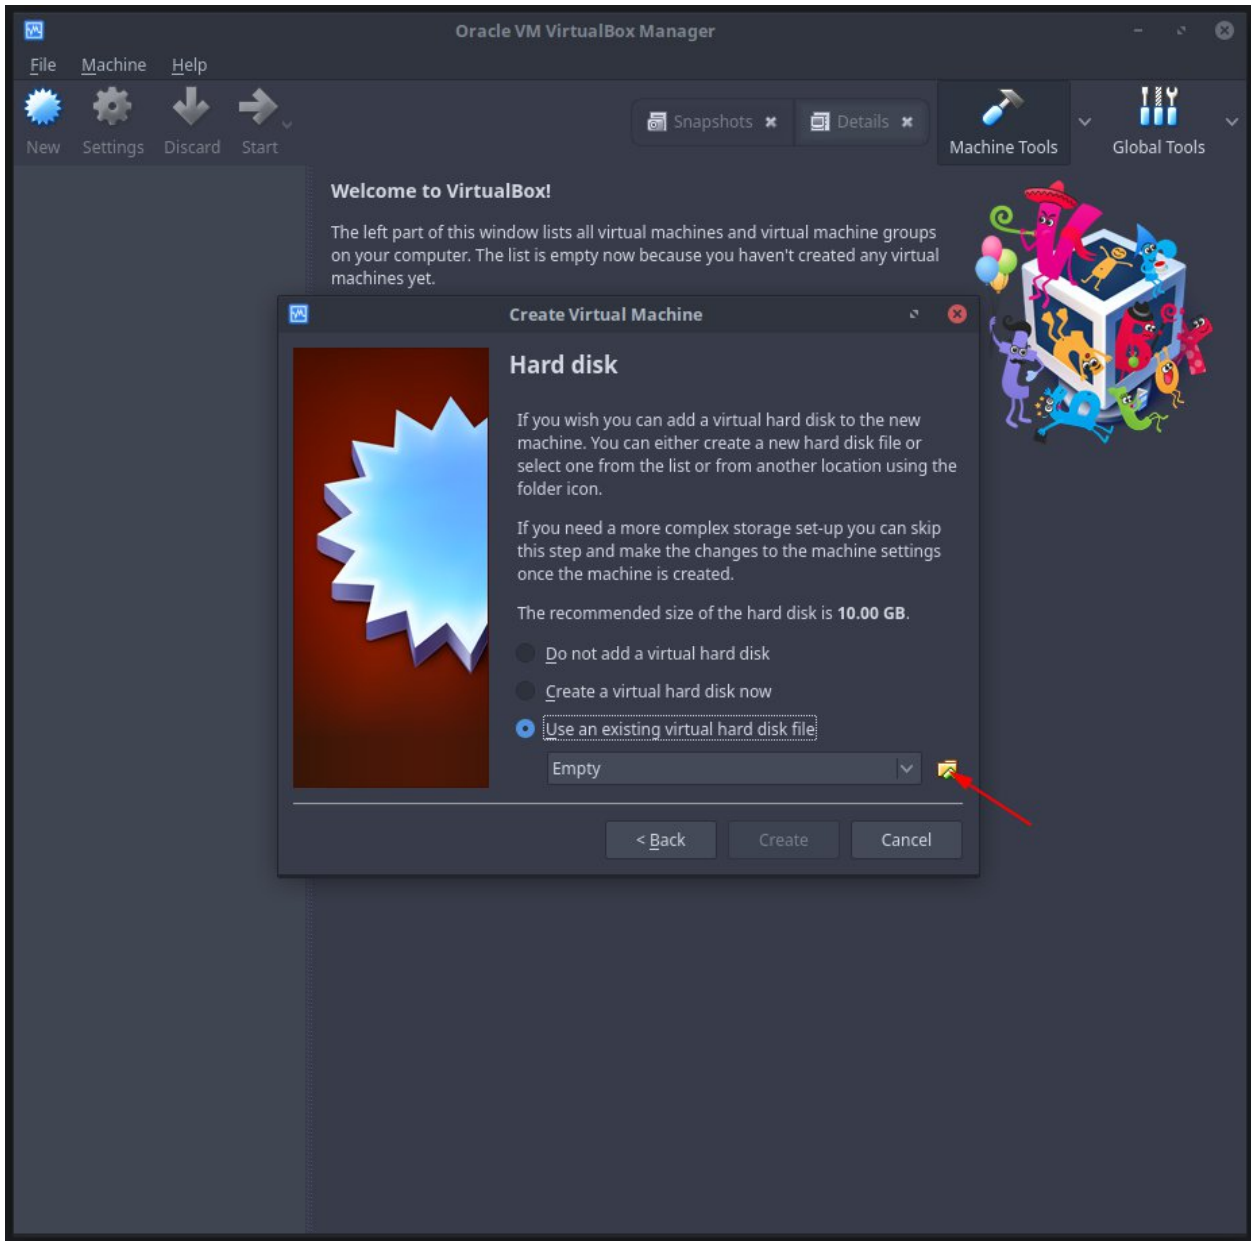 Oracle VM VirtualBox Manager
File Machine Help
New Settings Discard Start
Snapshots Details
Machine Tools Global Tools
Welcome to VirtualBox!
The left part of this window lists all virtual machines and virtual machine groups
on your computer. The list is empty now because you haven't created any virtual
machines yet.
Create Virtual Machine
Hard disk
If you wish you can add a virtual hard disk to the new
machine. You can either create a new hard disk file or
select one from the list or from another location using the
folder icon.
If you need a more complex storage set-up you can skip
this step and make the changes to the machine settings
once the machine is created.
The recommended size of the hard disk is 10.00 GB.
Do not add a virtual hard disk
Create a virtual hard disk now
Use an existing virtual hard disk file
Empty
< Back Create Cancel